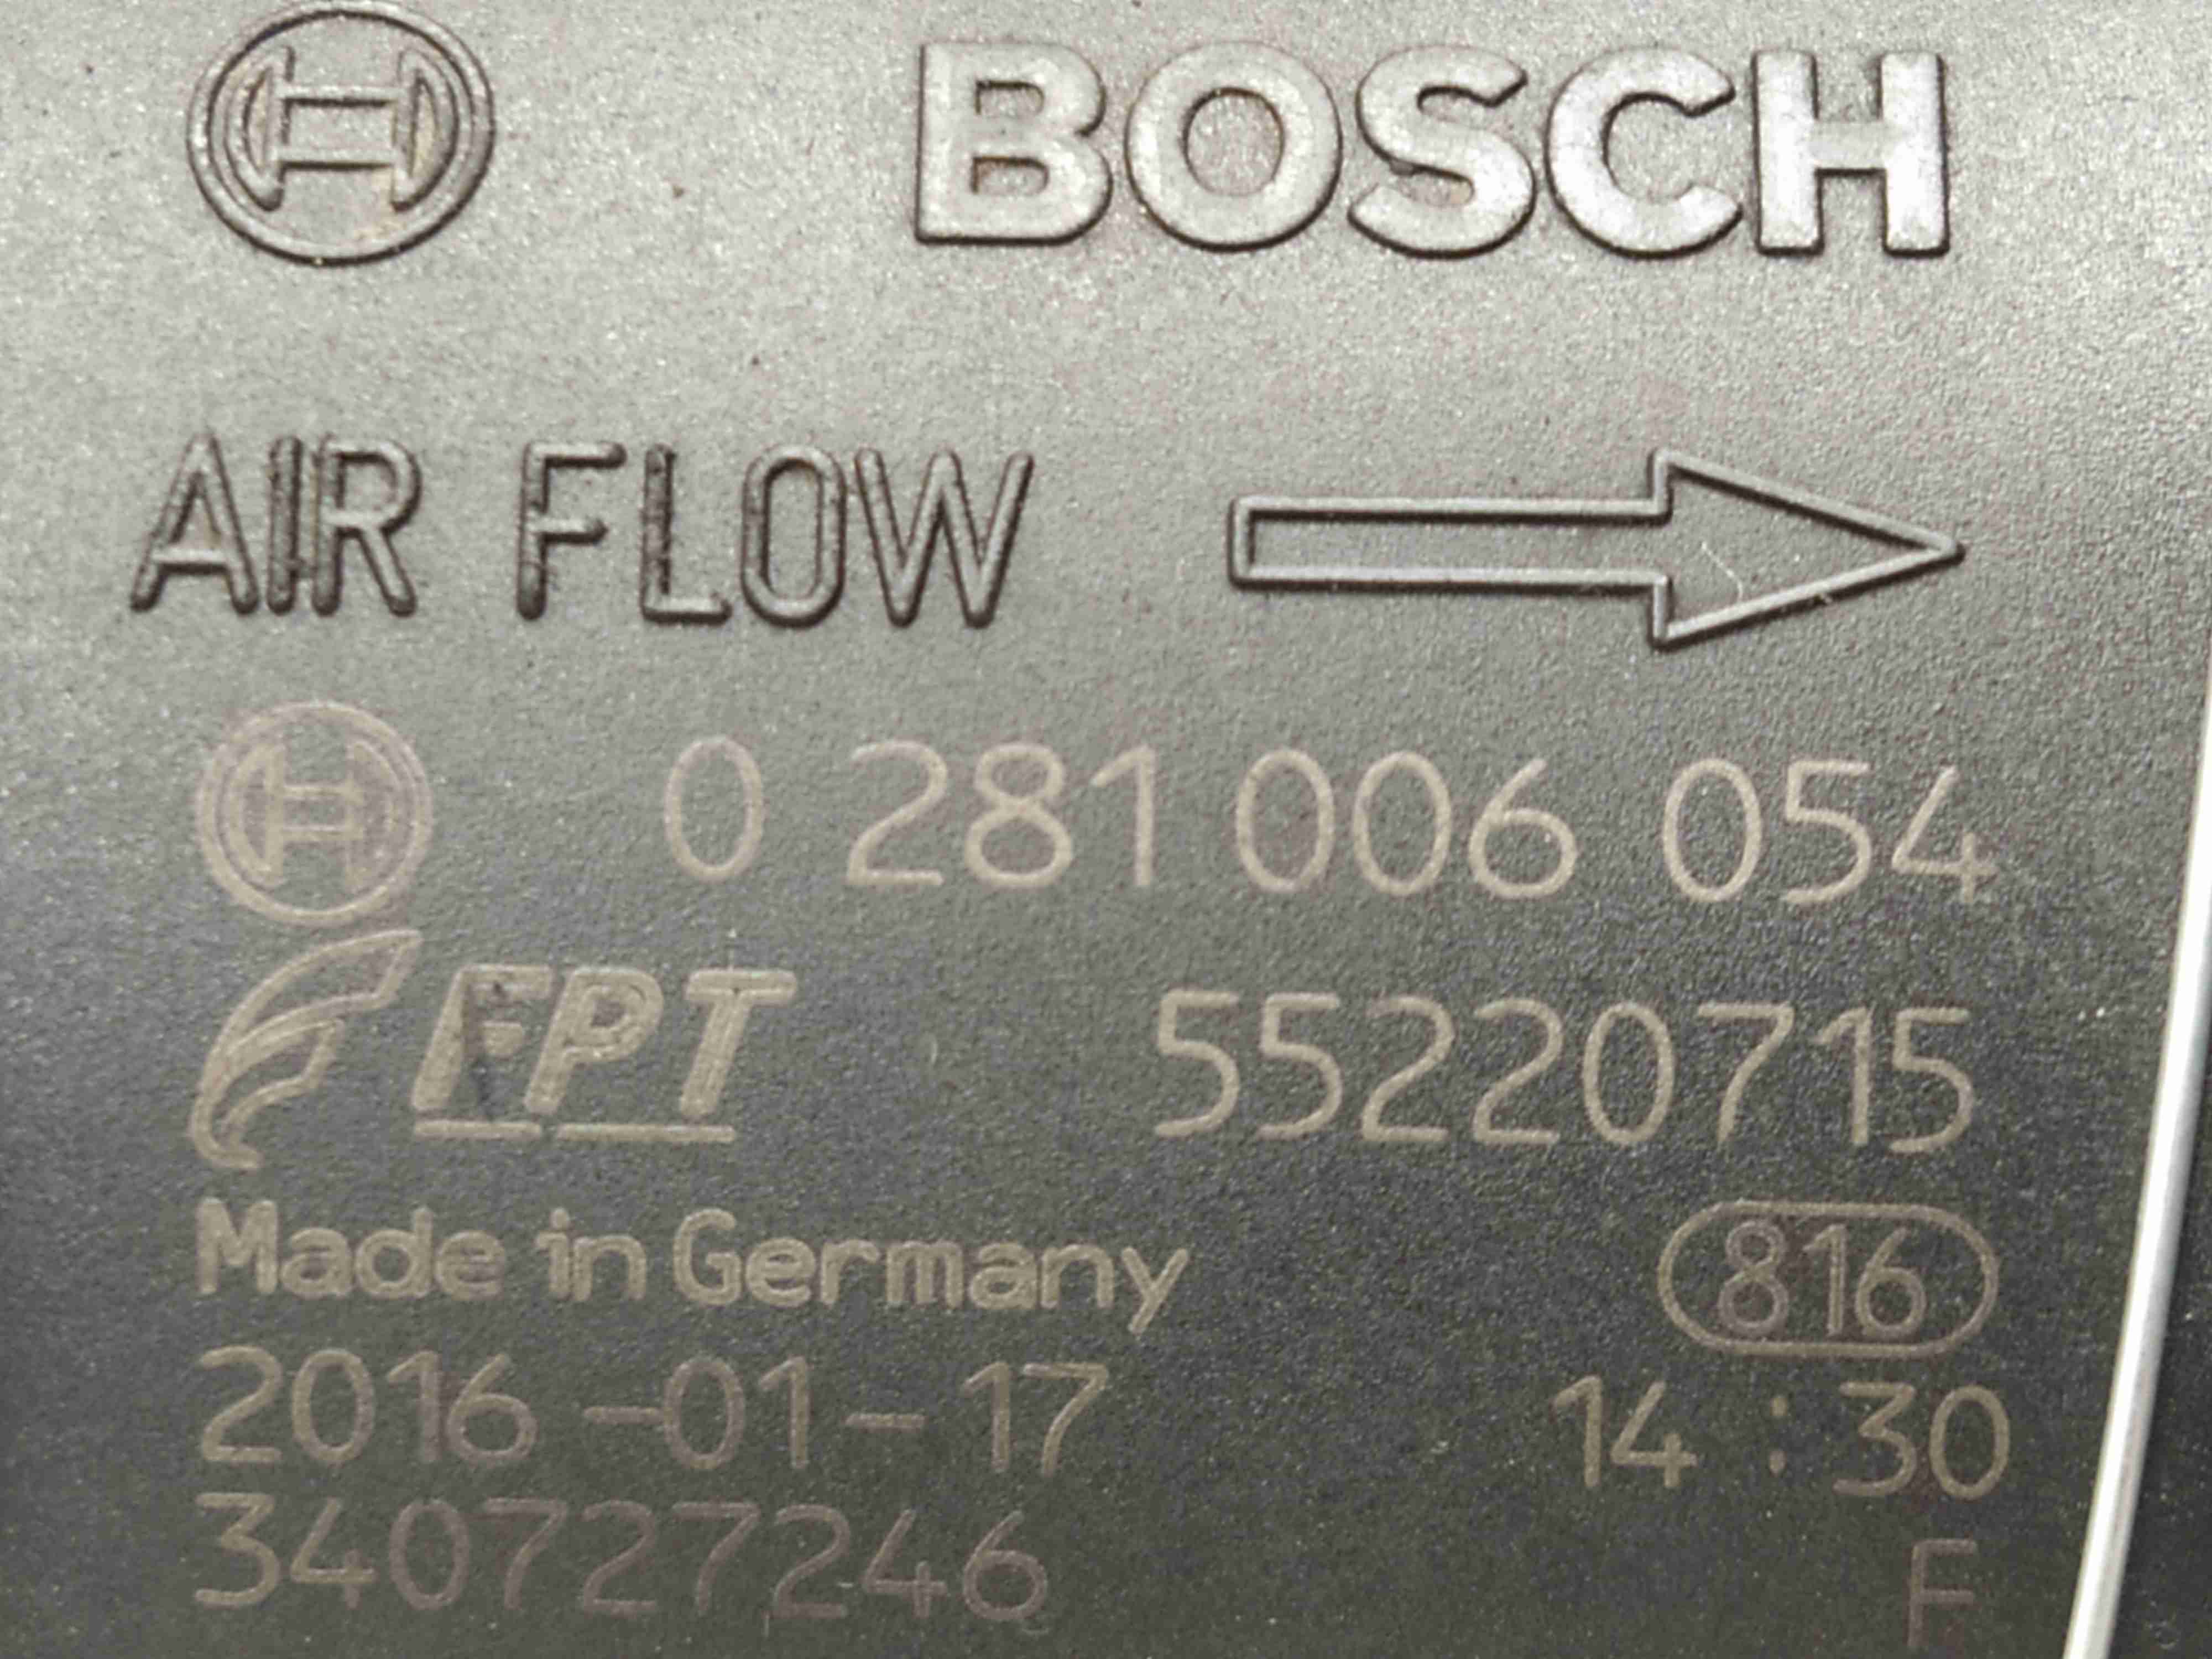 BOSCH
AIR FLOW
0 281 006 054
FPT 55220715
Made in Germany 816
2016-01-17 14:30
340727246 F